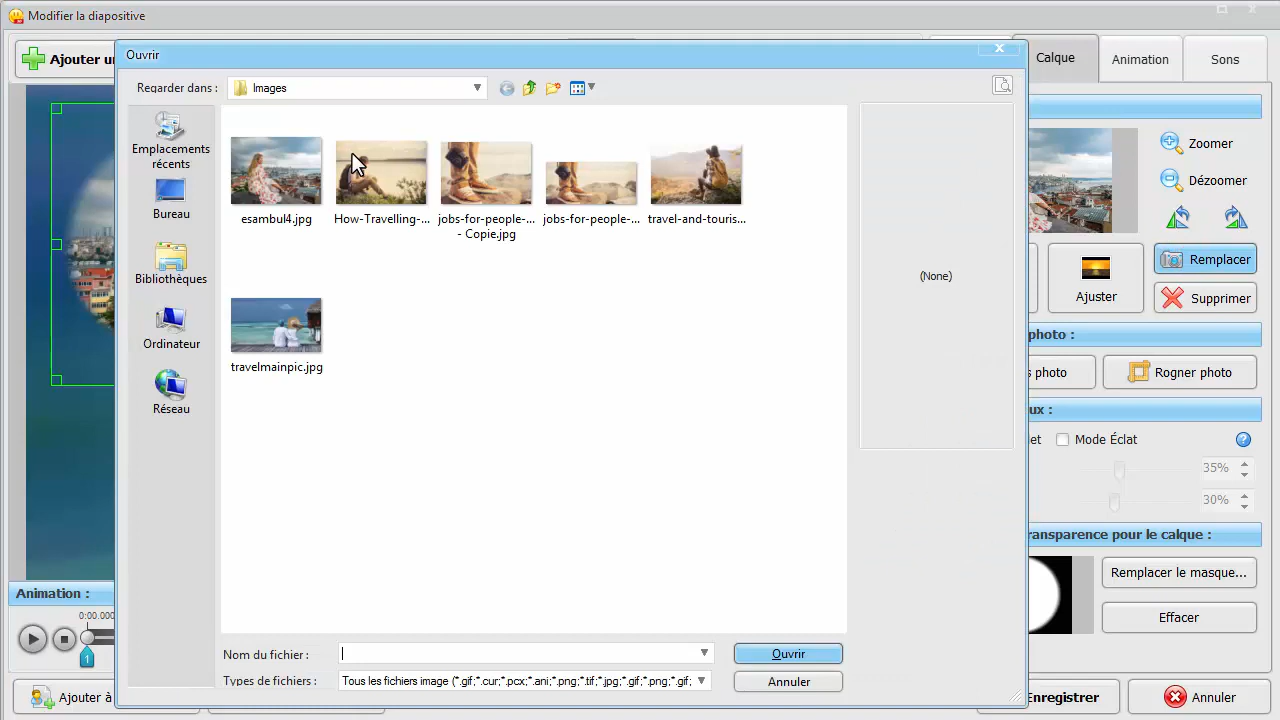 Modifier la diapositive
Ajouter un
Calque
Animation
Sons
Ouvrir
Regarder dans :
Images
Emplacements
récents
Bureau
Bibliothèques
Ordinateur
Réseau
esambul4.jpg
How-Travelling-...
jobs-for-people-...
- Copie.jpg
jobs-for-people-...
travel-and-touris...
travelmainpic.jpg
(None)
Zoomer
Dézoomer
Remplacer
Ajuster
Supprimer
photo :
s photo
Rogner photo
ux :
et
Mode Éclat
35%
30%
ransparence pour le calque :
Remplacer le masque...
Effacer
Animation :
0:00.000
1
Nom du fichier :
Ouvrir
Types de fichiers :
Tous les fichiers image (*.gif;*.cur;*.pcx;*.ani;*.png;*.tif;*.jpg;*.gif;*.png;*.gif;
Annuler
Ajouter à
Enregistrer
Annuler